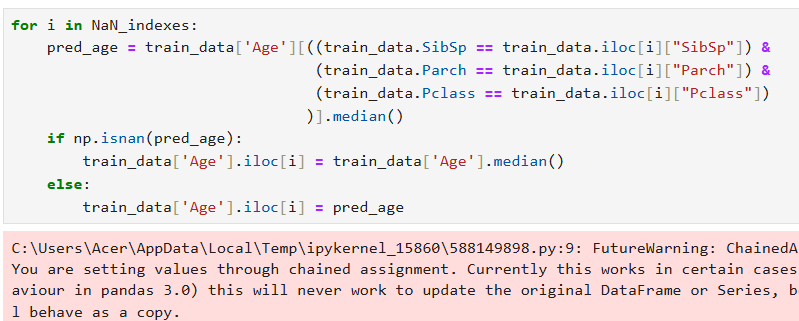 for i in NaN_indexes:
    pred_age = train_data['Age'][((train_data.SibSp == train_data.iloc[i]["SibSp"]) &
                                  (train_data.Parch == train_data.iloc[i]["Parch"]) &
                                  (train_data.Pclass == train_data.iloc[i]["Pclass"])
                                 )].median()
    if np.isnan(pred_age):
        train_data['Age'].iloc[i] = train_data['Age'].median()
    else:
        train_data['Age'].iloc[i] = pred_age
C:\Users\Acer\AppData\Local\Temp\ipykernel_15860\588149898.py:9: FutureWarning: ChainedA
You are setting values through chained assignment. Currently this works in certain cases
aviour in pandas 3.0) this will never work to update the original DataFrame or Series, b
l behave as a copy.